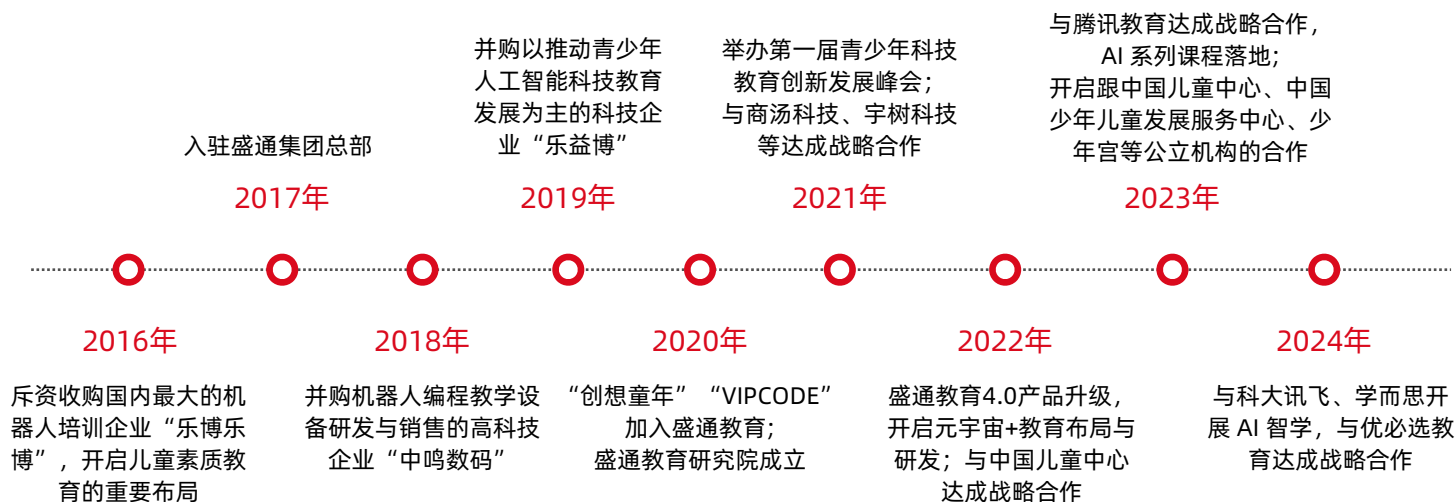 2016年
斥资收购国内最大的机
器人培训企业“乐博乐
博”，开启儿童素质教
育的重要布局
入驻盛通集团总部
2017年
2018年
并购机器人编程教学设
备研发与销售的高科技
企业“中鸣数码”
并购以推动青少年
人工智能科技教育
发展为主的科技企
业“乐益博”
2019年
2020年
“创想童年”“VIPCODE”
加入盛通教育；
盛通教育研究院成立
举办第一届青少年科技
教育创新发展峰会；
与商汤科技、宇树科技
等达成战略合作
2021年
2022年
盛通教育4.0产品升级，
开启元宇宙+教育布局与
研发；与中国儿童中心
达成战略合作
与腾讯教育达成战略合作，
AI 系列课程落地；
开启跟中国儿童中心、中国
少年儿童发展服务中心、少
年宫等公立机构的合作
2023年
2024年
与科大讯飞、学而思开
展 AI 智学，与优必选教
育达成战略合作